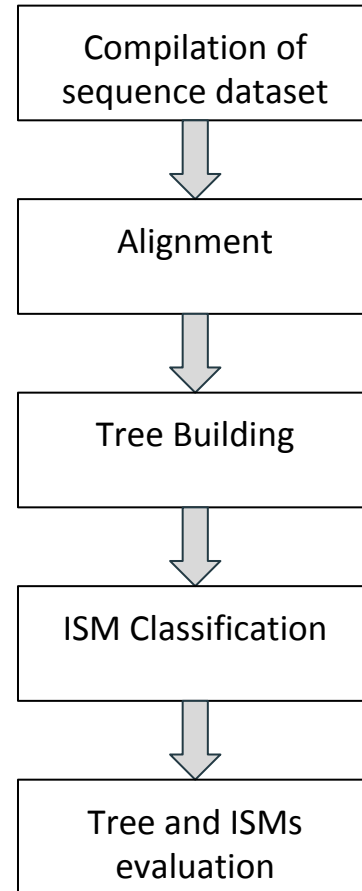 Compilation of
sequence dataset
Alignment
Tree Building
ISM Classification
Tree and ISMs
evaluation